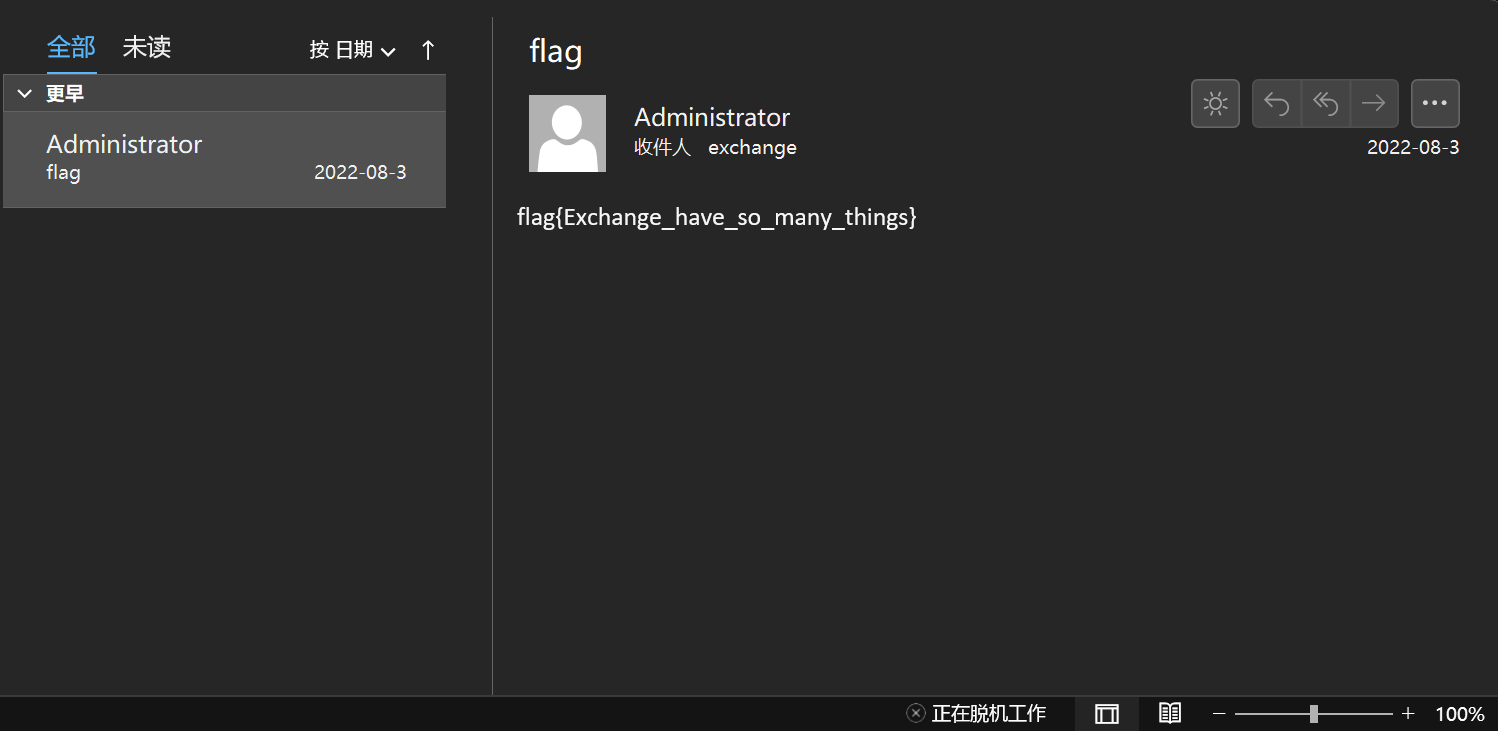 全部 未读 按 日期
更早
Administrator
flag 2022-08-3
flag
Administrator
收件人 exchange
2022-08-3
flag{Exchange_have_so_many_things}
正在脱机工作 100%